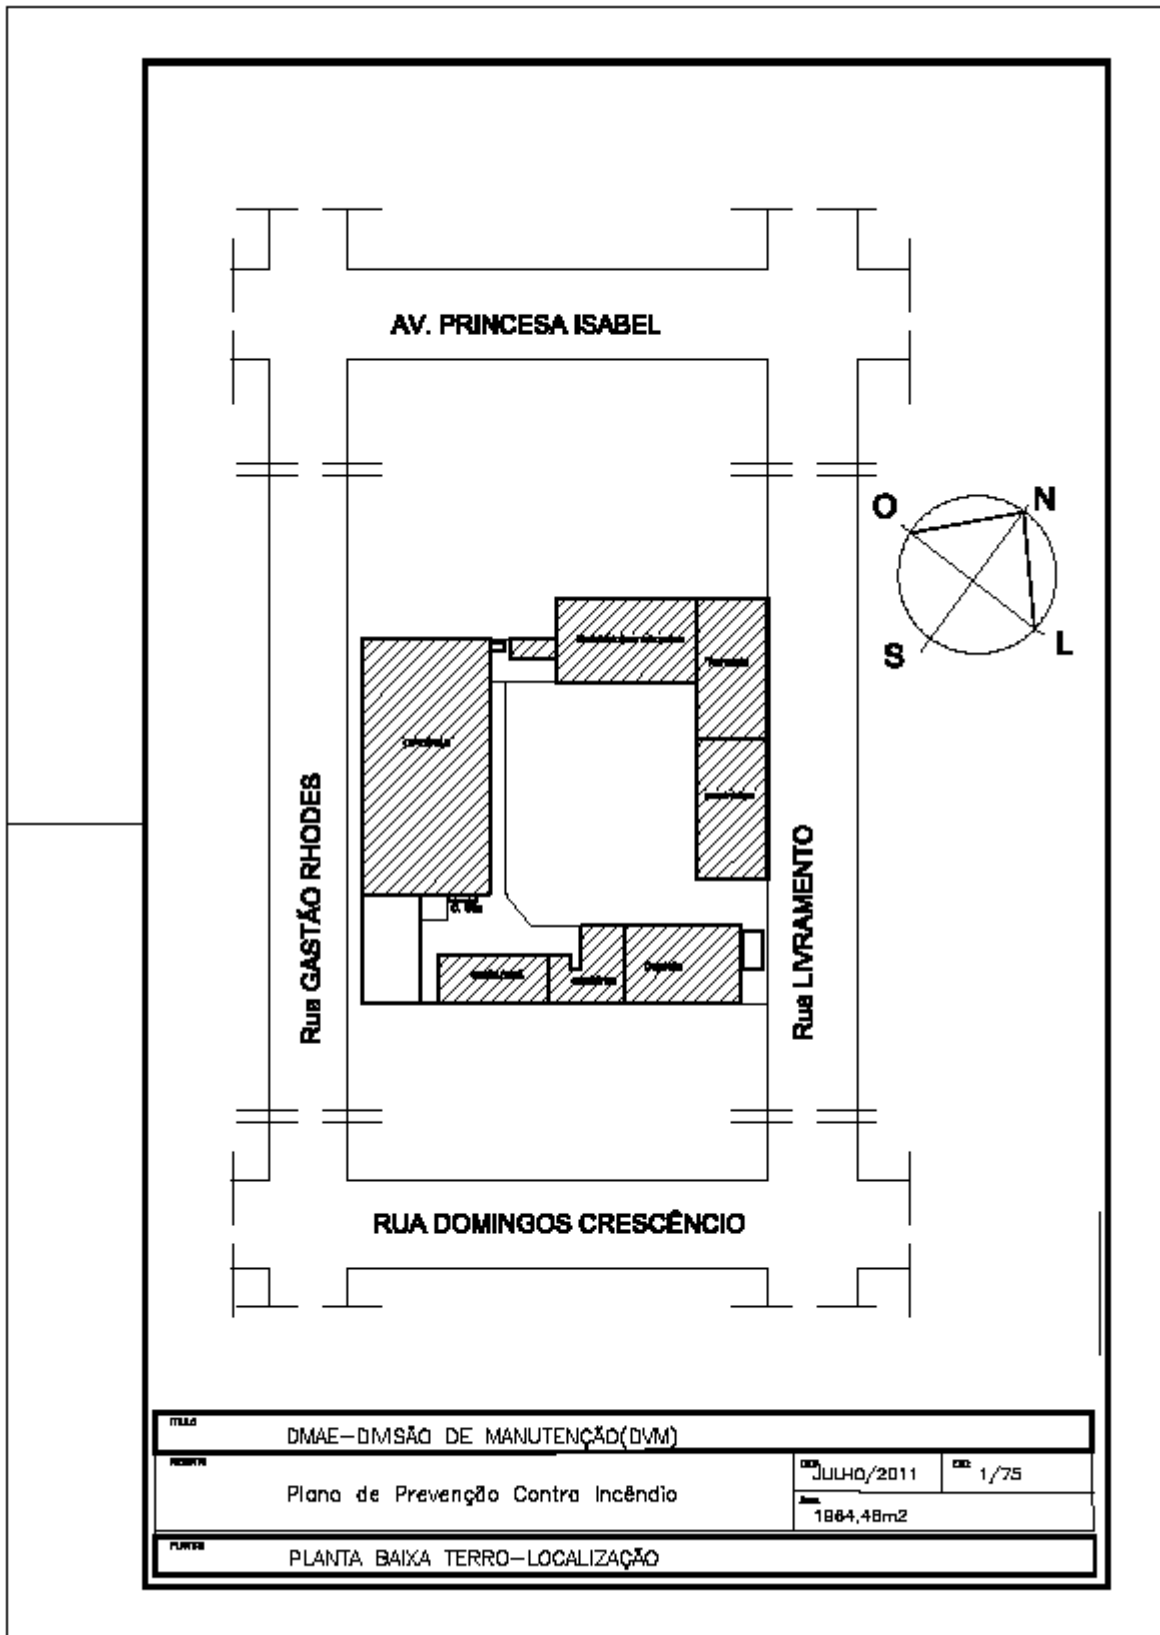 AV. PRINCESA ISABEL
O
N
S
L
Rua GASTÃO RHODES
Rua LIVRAMENTO
RUA DOMINGOS CRESCÊNCIO
DMAE-DIVISÃO DE MANUTENÇÃO(DVM)
JULHO/2011
1/75
Plano de Prevenção Contra Incêndio
1964,48m2
PLANTA BAIXA TERRO-LOCALIZAÇÃO